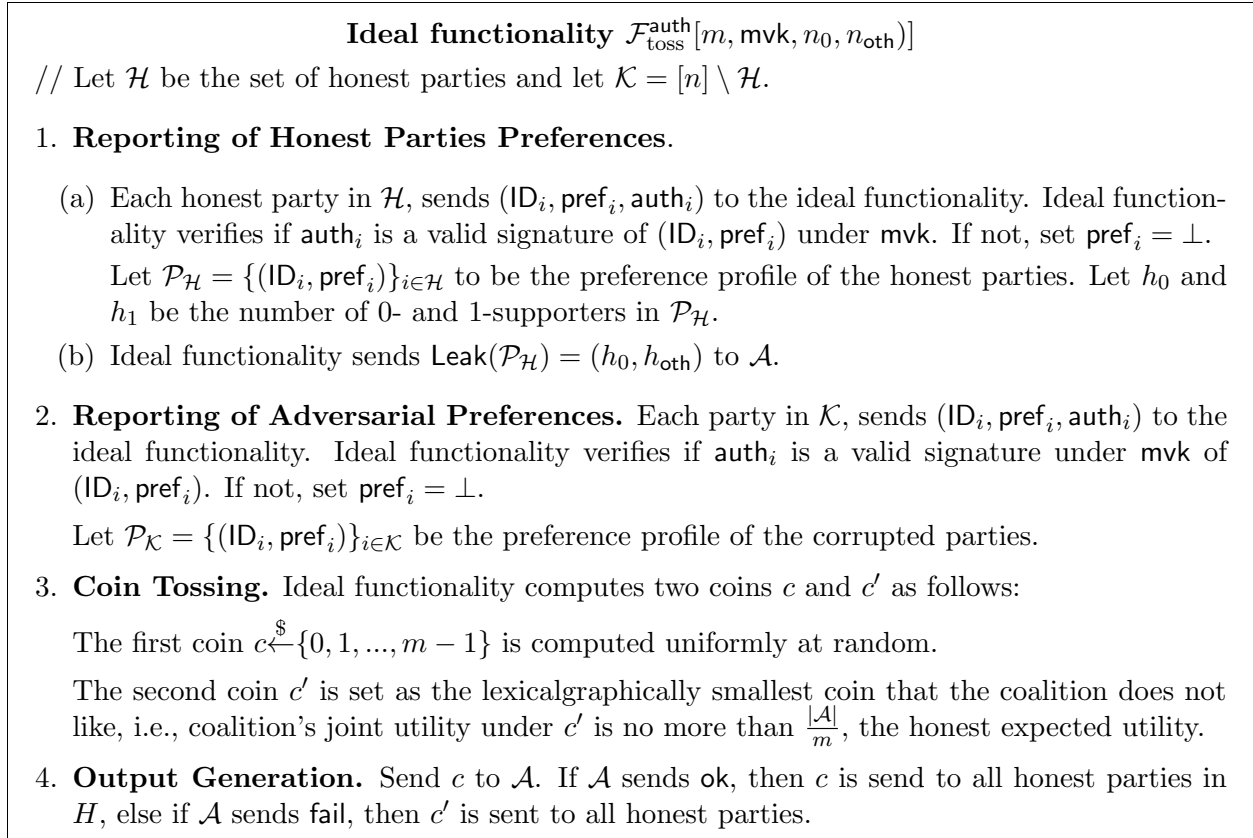 Ideal functionality $\mathcal{F}_{\text{toss}}^{\text{auth}}[m, \text{mvk}, n_0, n_{\text{oth}})]$
// Let $\mathcal{H}$ be the set of honest parties and let $\mathcal{K} = [n] \setminus \mathcal{H}$.
1. Reporting of Honest Parties Preferences.
(a) Each honest party in $\mathcal{H}$, sends $(\mathsf{ID}_i, \mathsf{pref}_i, \mathsf{auth}_i)$ to the ideal functionality. Ideal function-
ality verifies if $\mathsf{auth}_i$ is a valid signature of $(\mathsf{ID}_i, \mathsf{pref}_i)$ under $\mathsf{mvk}$. If not, set $\mathsf{pref}_i = \bot$.
Let $\mathcal{P}_{\mathcal{H}} = \{(\mathsf{ID}_i, \mathsf{pref}_i)\}_{i \in \mathcal{H}}$ to be the preference profile of the honest parties. Let $h_0$ and
$h_1$ be the number of 0- and 1-supporters in $\mathcal{P}_{\mathcal{H}}$.
(b) Ideal functionality sends $\mathsf{Leak}(\mathcal{P}_{\mathcal{H}}) = (h_0, h_{\mathsf{oth}})$ to $\mathcal{A}$.
2. Reporting of Adversarial Preferences. Each party in $\mathcal{K}$, sends $(\mathsf{ID}_i, \mathsf{pref}_i, \mathsf{auth}_i)$ to the
ideal functionality. Ideal functionality verifies if $\mathsf{auth}_i$ is a valid signature under $\mathsf{mvk}$ of
$(\mathsf{ID}_i, \mathsf{pref}_i)$. If not, set $\mathsf{pref}_i = \bot$.
Let $\mathcal{P}_{\mathcal{K}} = \{(\mathsf{ID}_i, \mathsf{pref}_i)\}_{i \in \mathcal{K}}$ be the preference profile of the corrupted parties.
3. Coin Tossing. Ideal functionality computes two coins $c$ and $c'$ as follows:
The first coin $c \overset{\$}{\leftarrow} \{0, 1, ..., m - 1\}$ is computed uniformly at random.
The second coin $c'$ is set as the lexicalgraphically smallest coin that the coalition does not
like, i.e., coalition's joint utility under $c'$ is no more than $\frac{|\mathcal{A}|}{m}$, the honest expected utility.
4. Output Generation. Send $c$ to $\mathcal{A}$. If $\mathcal{A}$ sends $\mathsf{ok}$, then $c$ is send to all honest parties in
$H$, else if $\mathcal{A}$ sends $\mathsf{fail}$, then $c'$ is sent to all honest parties.